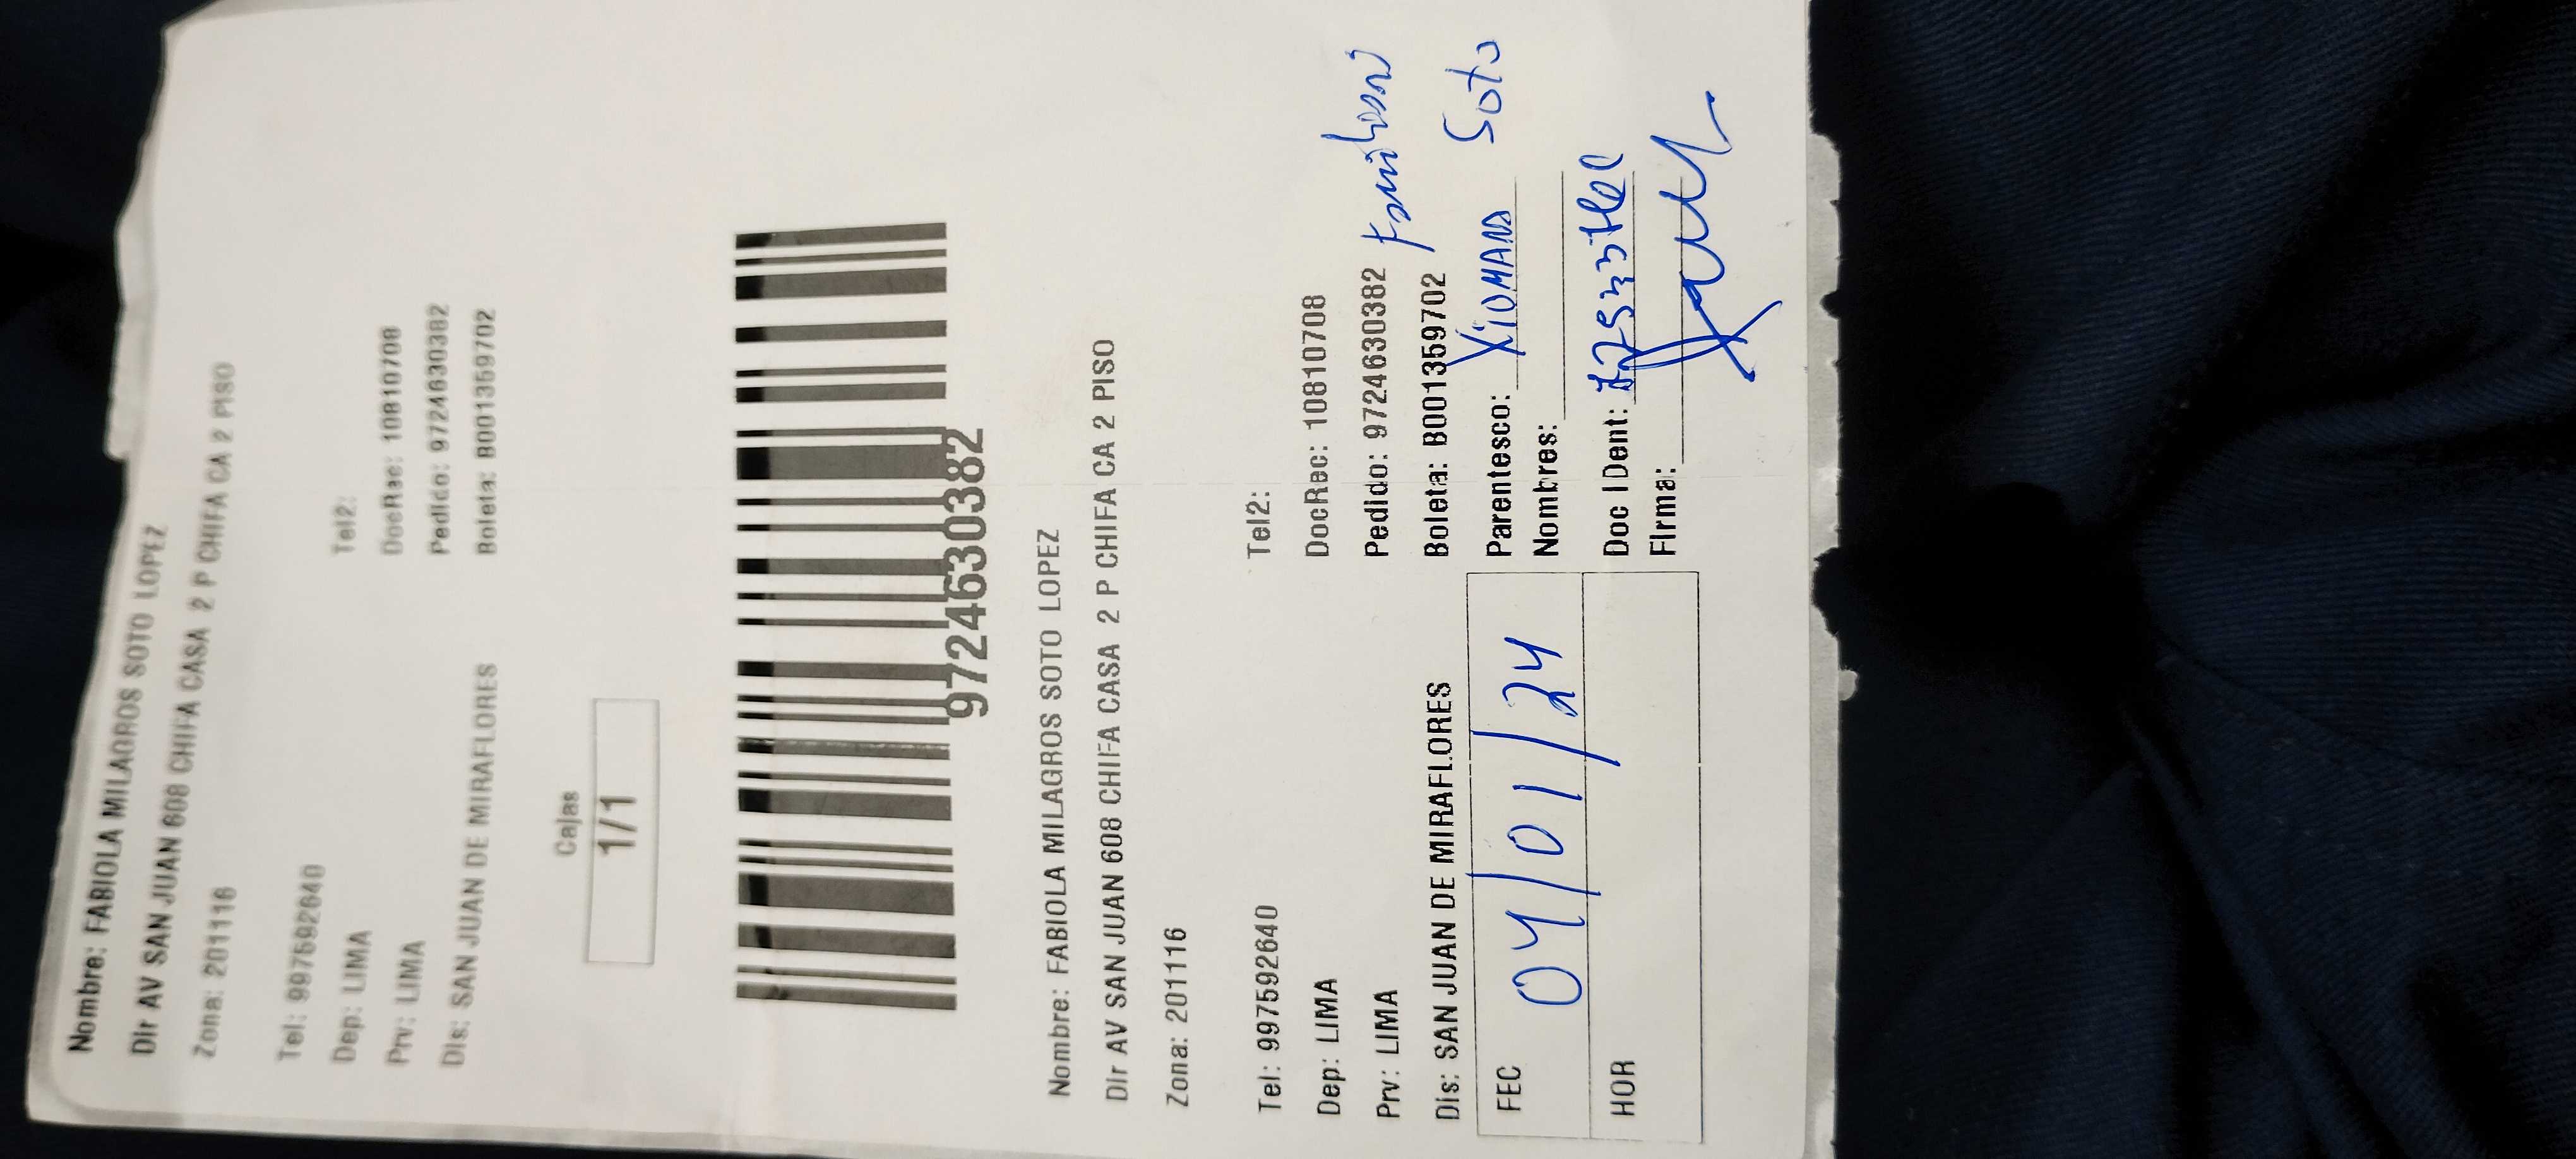 Nombre: FABIOLA MILAGROS SOTO LOPEZ
Dir AV SAN JUAN 608 CHIFA CASA 2 P CHIFA CA 2 PISO
Zona: 201116
Tel: 997592640 Tel2:
Dep: LIMA DocRec: 10810708
Prv: LIMA Pedido: 9724630382
Dis: SAN JUAN DE MIRAFLORES Boleta: B001359702
Cajas
1/1
9724630382
Nombre: FABIOLA MILAGROS SOTO LOPEZ
Dir AV SAN JUAN 608 CHIFA CASA 2 P CHIFA CA 2 PISO
Zona: 201116
Tel: 997592640 Tel2:
Dep: LIMA DocRec: 10810708
Prv: LIMA Pedido: 9724630382
Dis: SAN JUAN DE MIRAFLORES Boleta: B001359702
FEC 04/01/24 Parentesco: Soto
Nombres:
HOR Doc IDent:
Firma: